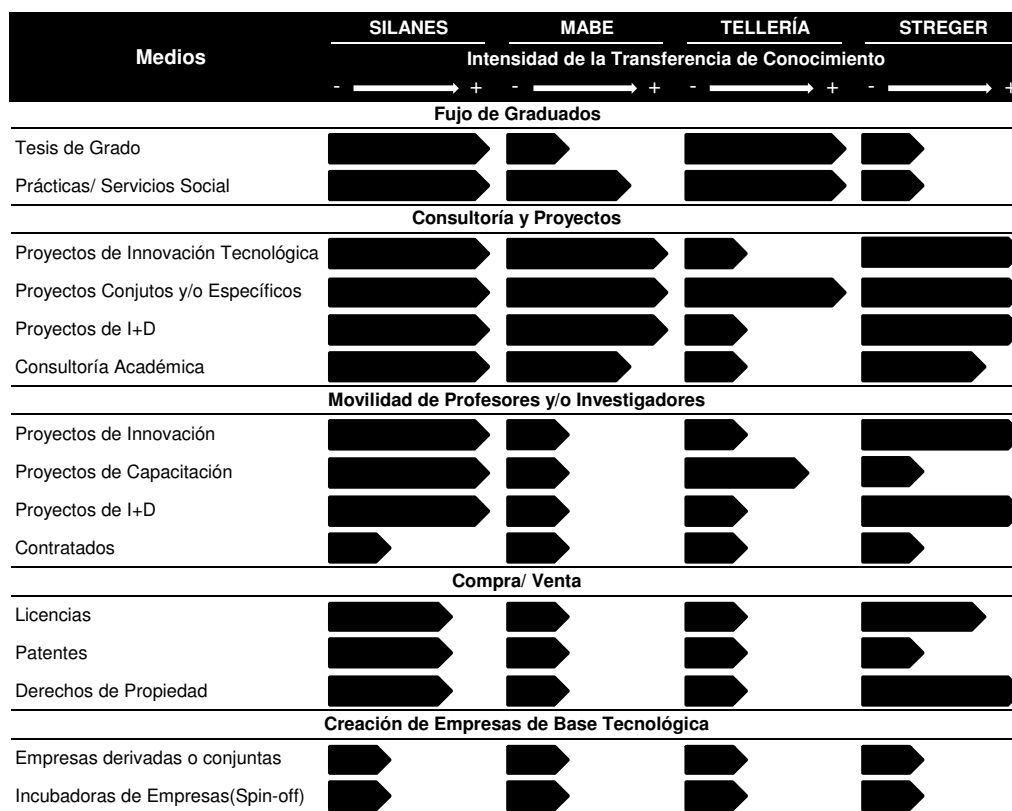 SILANES MABE TELLERÍA STREGER
Medios
Intensidad de la Transferencia de Conocimiento
- + - + - + - +
Fujo de Graduados
Tesis de Grado
Prácticas/ Servicios Social
Consultoría y Proyectos
Proyectos de Innovación Tecnológica
Proyectos Conjutos y/o Específicos
Proyectos de I+D
Consultoría Académica
Movilidad de Profesores y/o Investigadores
Proyectos de Innovación
Proyectos de Capacitación
Proyectos de I+D
Contratados
Compra/ Venta
Licencias
Patentes
Derechos de Propiedad
Creación de Empresas de Base Tecnológica
Empresas derivadas o conjuntas
Incubadoras de Empresas(Spin-off)